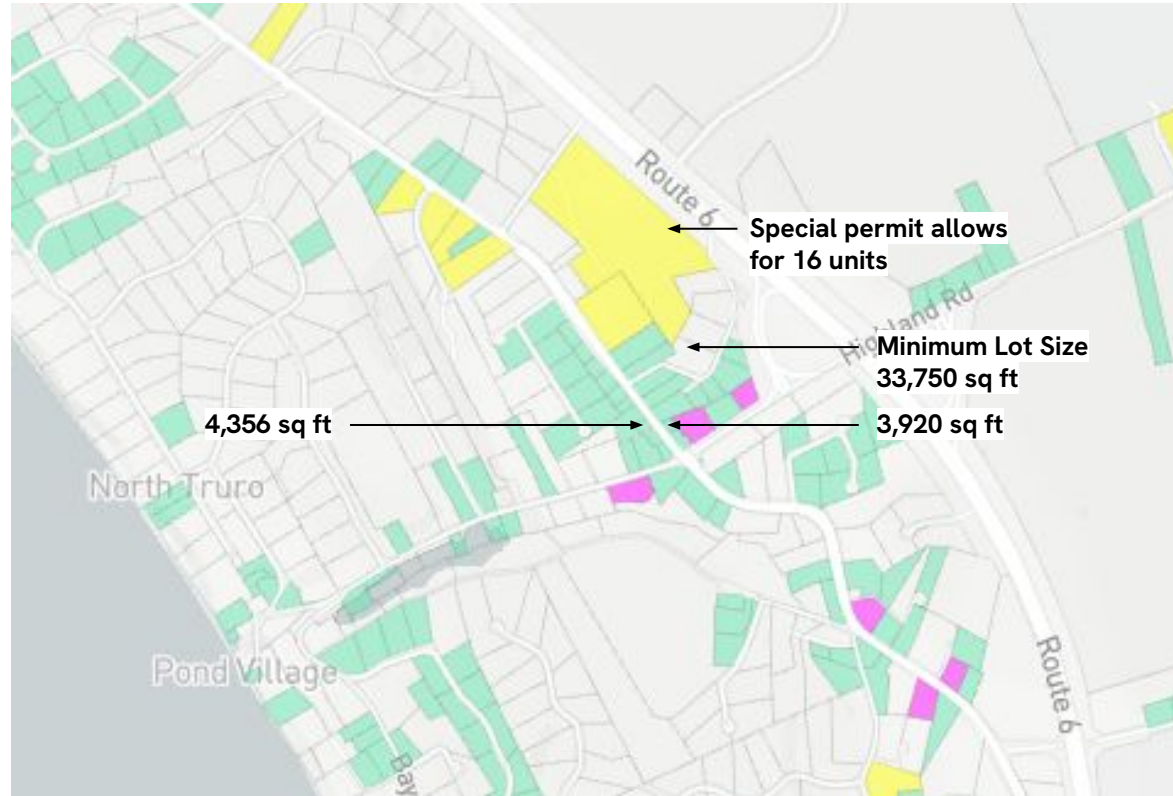 Route 6
Special permit allows
for 16 units
Highland Rd
Minimum Lot Size
33,750 sq ft
4,356 sq ft
3,920 sq ft
North Truro
Pond Village
Route 6
Bay